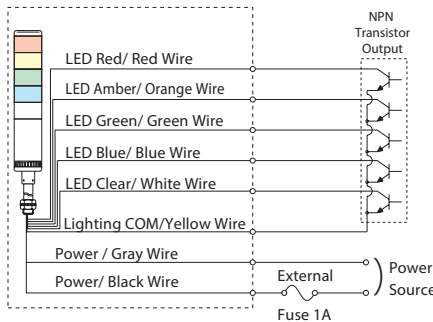 NPN
Transistor
Output
LED Red/ Red Wire
LED Amber/ Orange Wire
LED Green/ Green Wire
LED Blue/ Blue Wire
LED Clear/ White Wire
Lighting COM/Yellow Wire
Power / Gray Wire
Power/ Black Wire
External
Fuse 1A
Power
Source